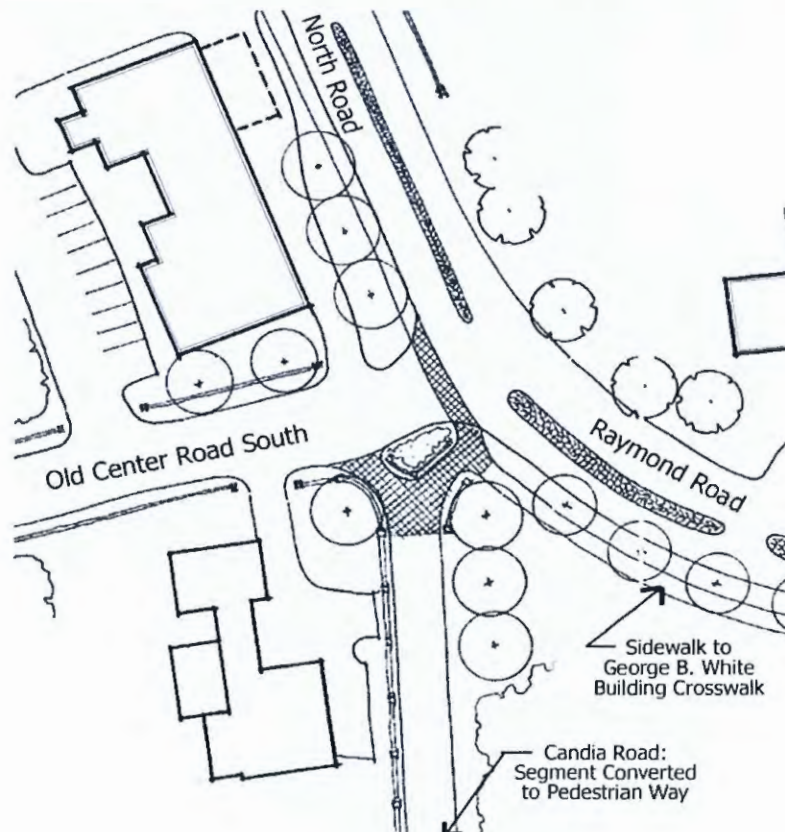 North Road
Old Center Road South
Raymond Road
Sidewalk to
George B. White
Building Crosswalk
Candia Road:
Segment Converted
to Pedestrian Way